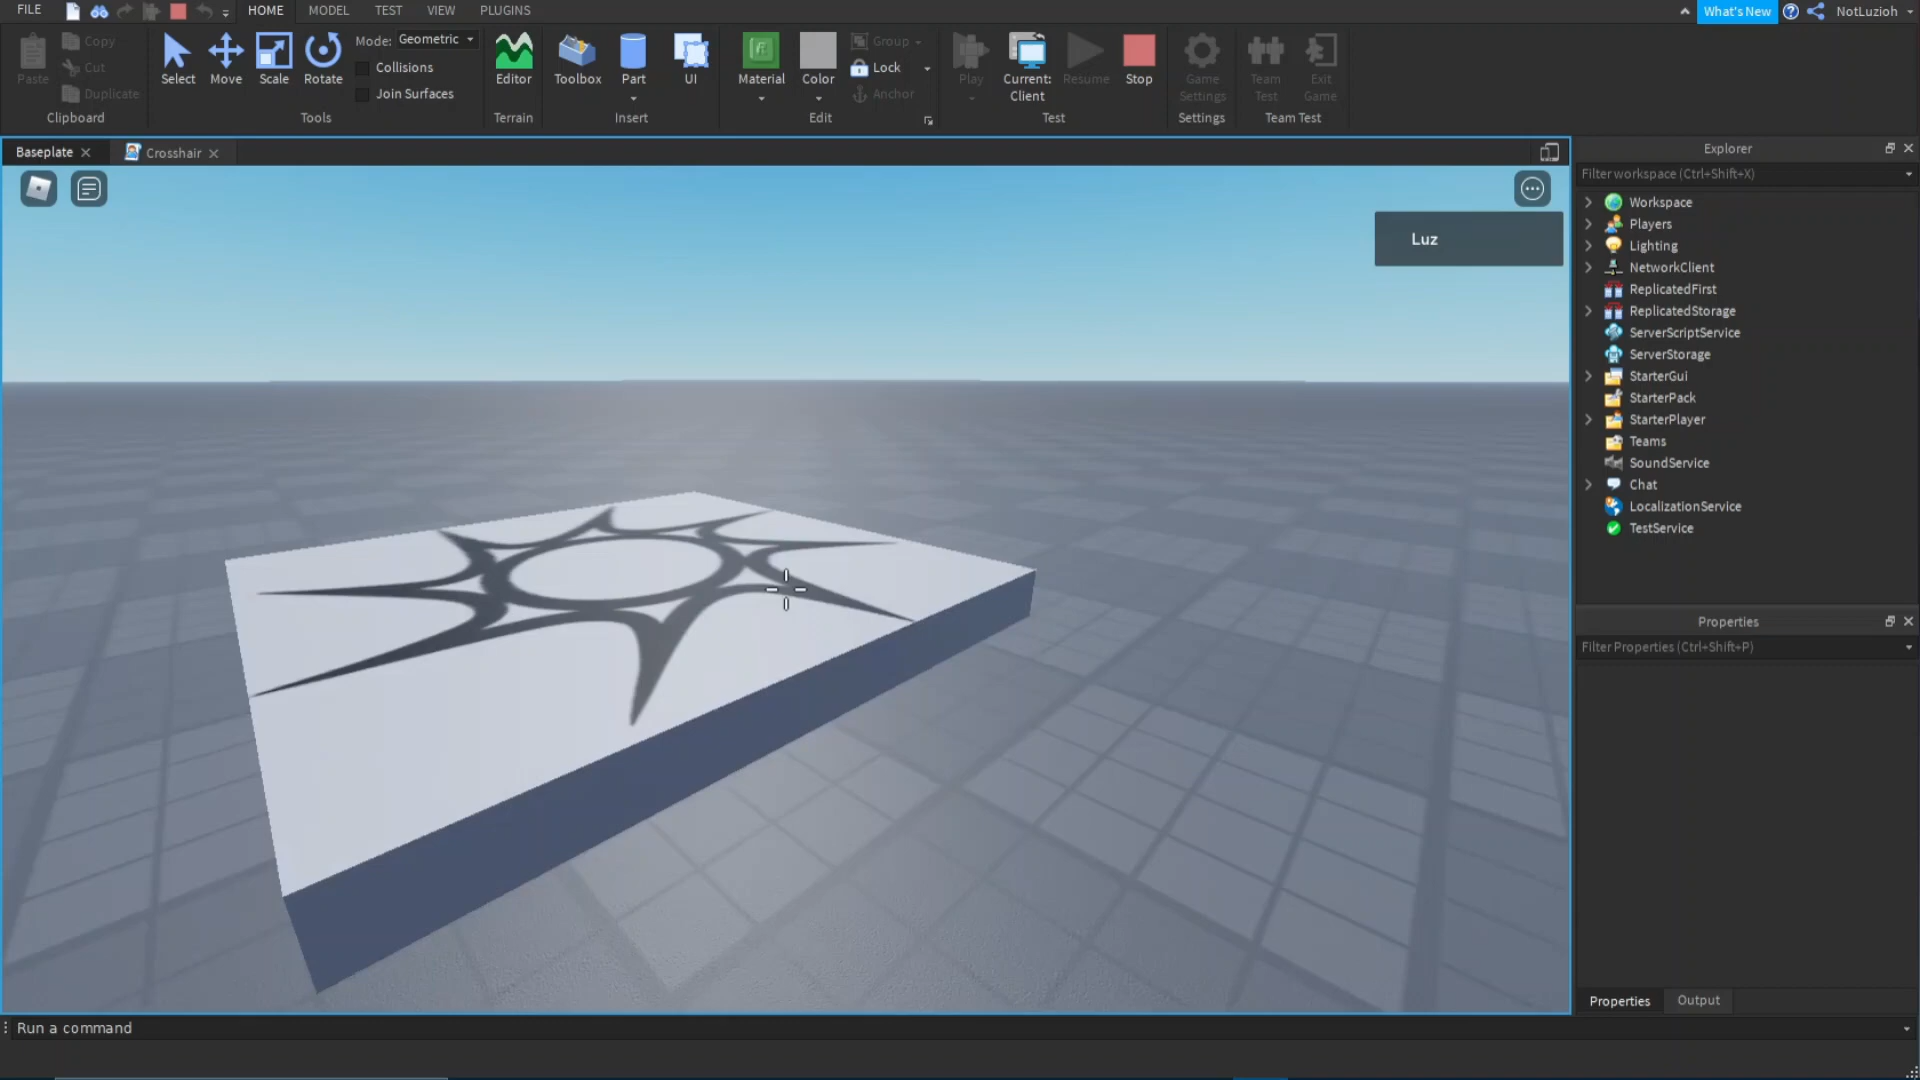 FILE HOME MODEL TEST VIEW PLUGINS What's New NotLuzioh
Paste
Copy
Cut
Duplicate
Clipboard
Select Move Scale Rotate
Mode: Geometric
Collisions
Join Surfaces
Tools
Editor
Terrain
Toolbox Part UI
Insert
Material Color
Group
Lock
Anchor
Edit
Play
Current: Client
Resume Stop
Test
Game Settings
Settings
Team Test
Exit Game
Team Test
Baseplate
Crosshair
Luz
Explorer
Filter workspace (Ctrl+Shift+X)
Workspace
Players
Lighting
NetworkClient
ReplicatedFirst
ReplicatedStorage
ServerScriptService
ServerStorage
StarterGui
StarterPack
StarterPlayer
Teams
SoundService
Chat
LocalizationService
TestService
Properties
Filter Properties (Ctrl+Shift+P)
Properties Output
Run a command